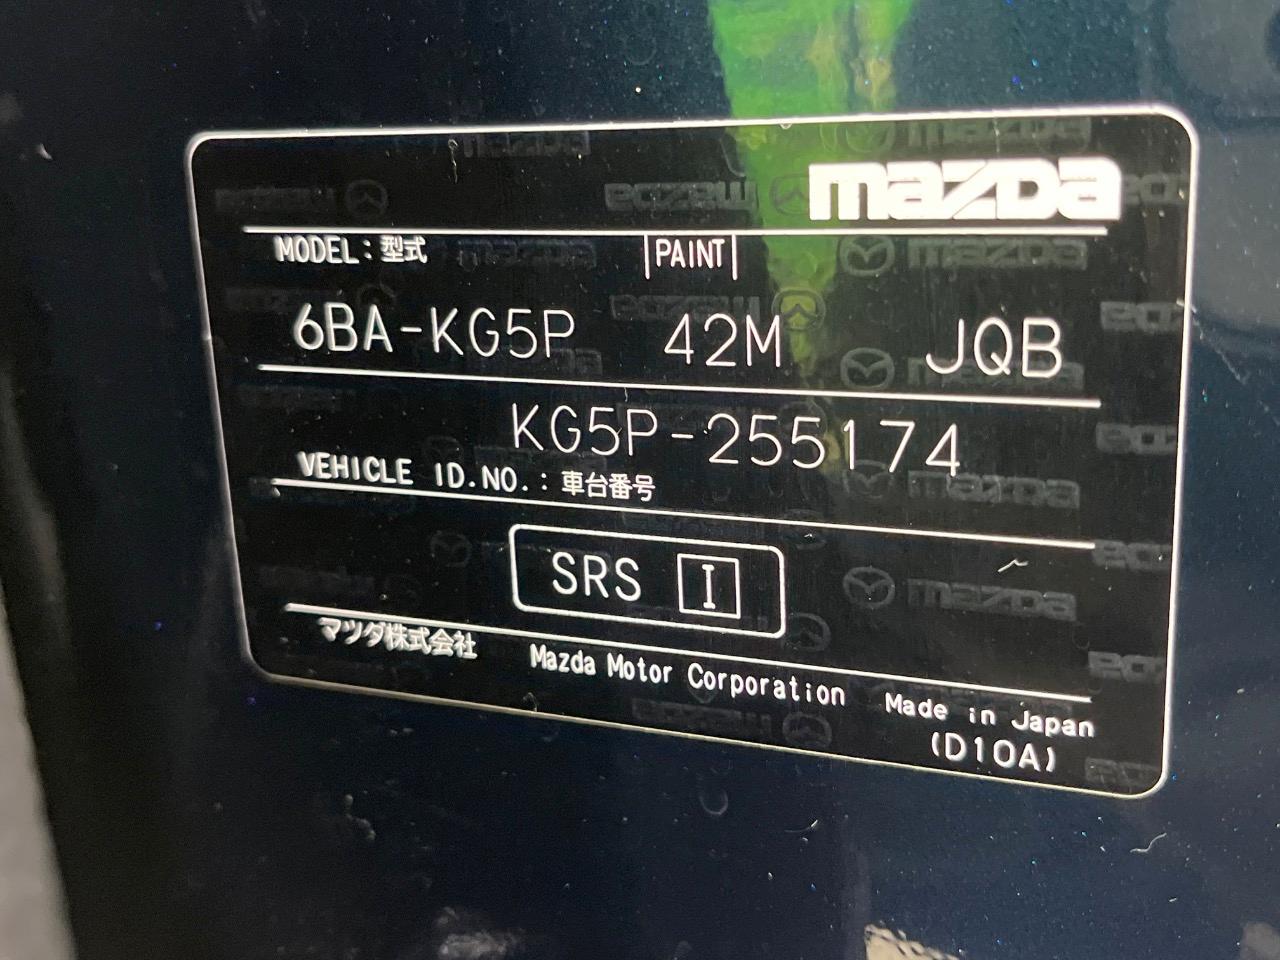 mazda
MODEL:型式 PAINT
6BA-KG5P 42M JQB
KG5P-255174
VEHICLE ID.NO.:車台番号
SRS I
マツダ株式会社 Mazda Motor Corporation Made in Japan
(D10A)